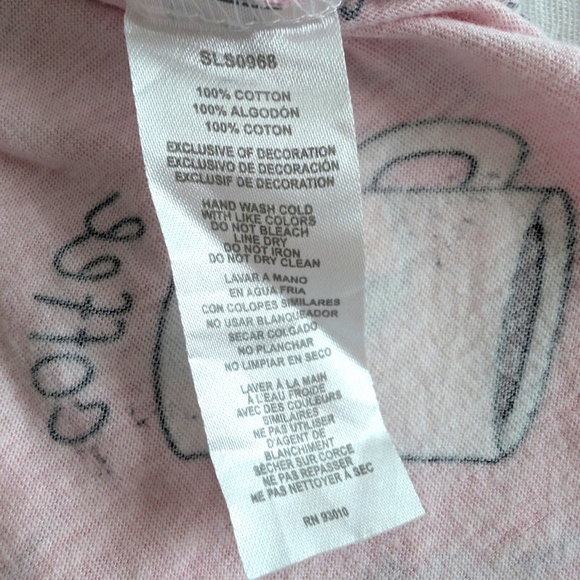 SLS0968
100% COTTON
100% ALGODÓN
100% COTON
EXCLUSIVE OF DECORATION
EXCLUSIVO DE DECORACIÓN
EXCLUSIF DE DECORATION
HAND WASH COLD
WITH LIKE COLORS
DO NOT BLEACH
LINE DRY
DO NOT IRON
DO NOT DRY CLEAN
LAVAR A MANO
EN AGUA FRIA
CON COLOPES SIMILARES
NO USAR BLANQUEADOR
SECAR COLGADO
NO PLANCHAR
NO LIMPIAR EN SECO
LAVER À LA MAIN
À L'EAU FROIDE
AVEC DES COULEURS
SIMILAIRES
NE PAS UTILISER
D'AGENT DE
BLANCHIMENT
SÉCHER SUR CORCE
NE PAS REPASSER
NE PAS NETTOYER À SEC
RN 93010
coffee